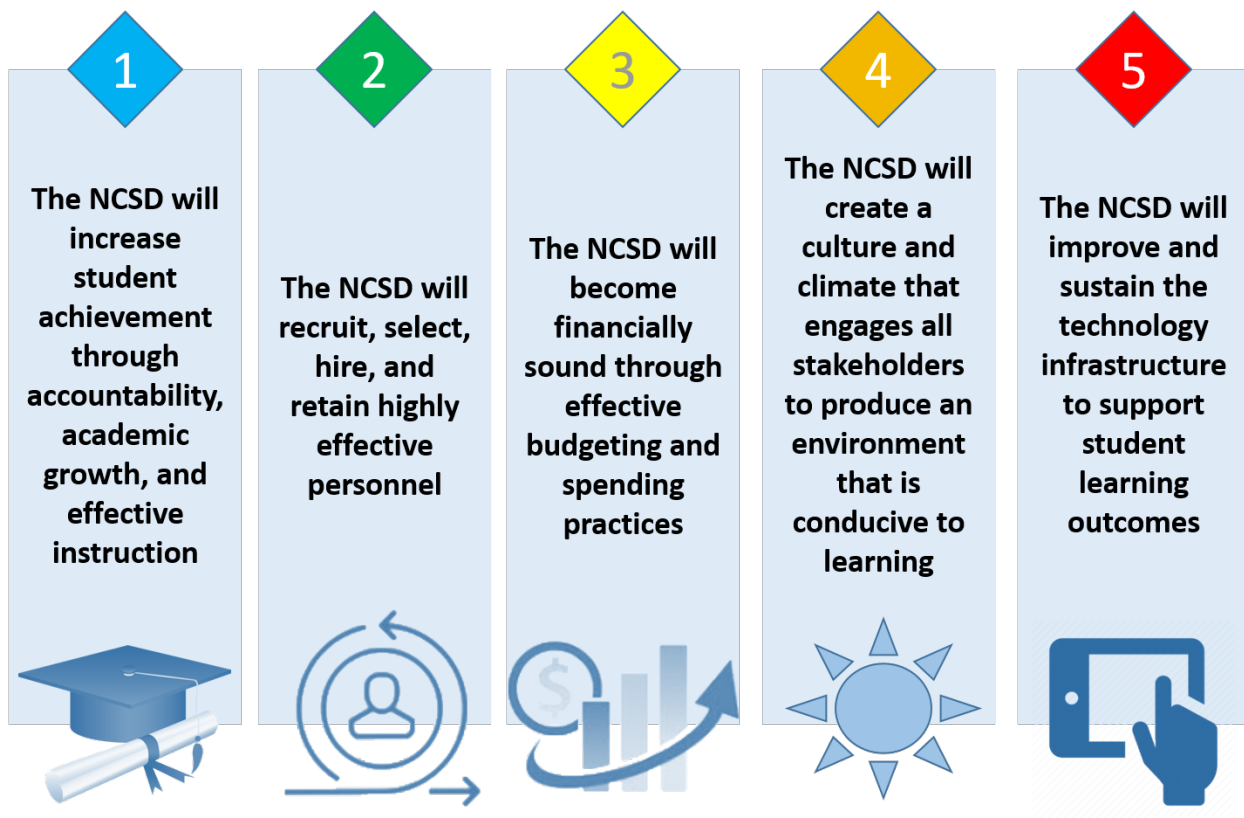 1
The NCSD will
increase
student
achievement
through
accountability,
academic
growth, and
effective
instruction
2
The NCSD will
recruit, select,
hire, and
retain highly
effective
personnel
3
The NCSD will
become
financially
sound through
effective
budgeting and
spending
practices
$
4
The NCSD will
create a
culture and
climate that
engages all
stakeholders
to produce an
environment
that is
conducive to
learning
5
The NCSD will
improve and
sustain the
technology
infrastructure
to support
student
learning
outcomes